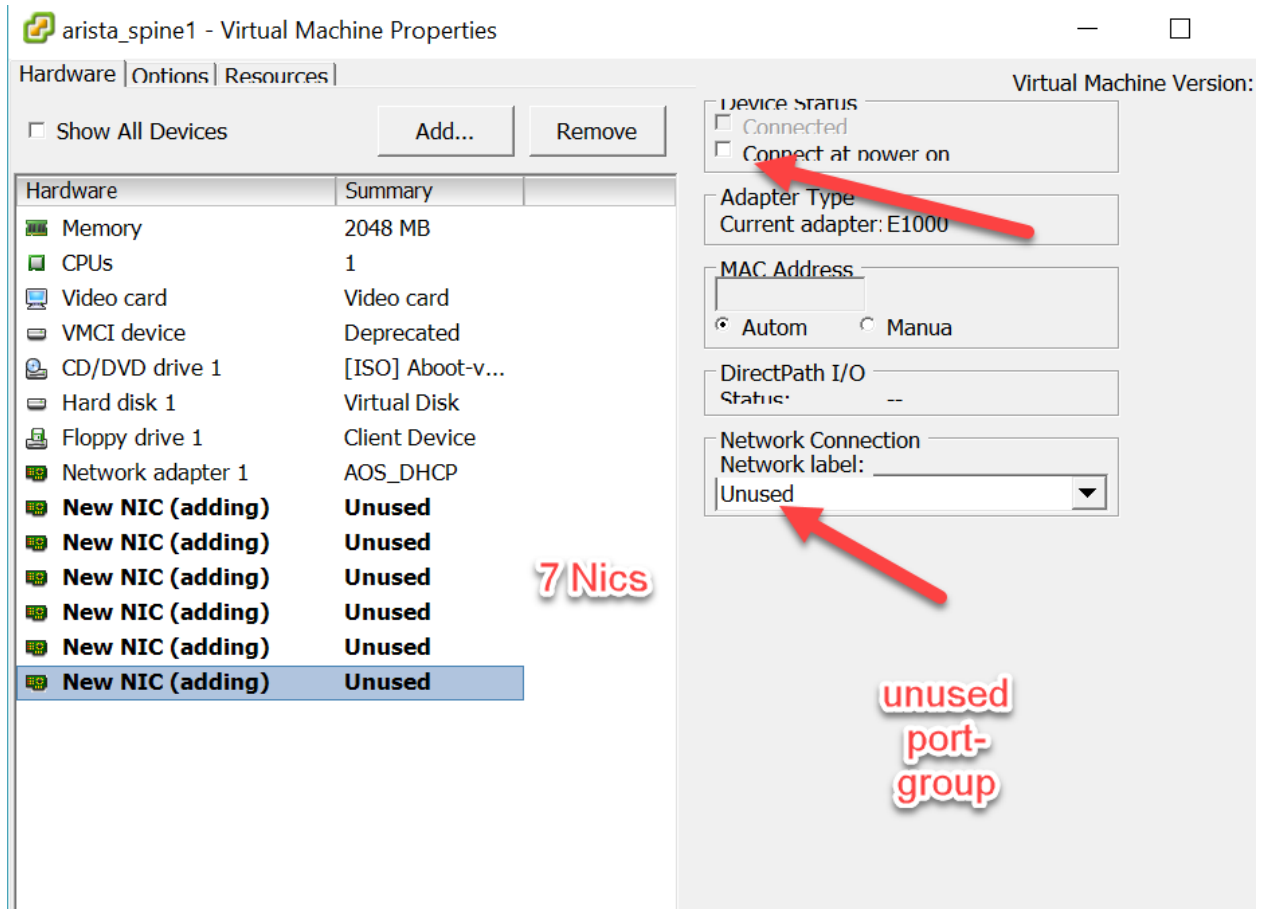 arista_spine1 - Virtual Machine Properties
Hardware Options Resources
Virtual Machine Version:
Show All Devices Add... Remove
Hardware Summary
Memory 2048 MB
CPUs 1
Video card Video card
VMCI device Deprecated
CD/DVD drive 1 [ISO] Aboot-v...
Hard disk 1 Virtual Disk
Floppy drive 1 Client Device
Network adapter 1 AOS_DHCP
New NIC (adding) Unused
New NIC (adding) Unused
New NIC (adding) Unused
New NIC (adding) Unused
New NIC (adding) Unused
New NIC (adding) Unused
7 Nics
Device Status
Connected
Connect at power on
Adapter Type
Current adapter: E1000
MAC Address
Autom Manua
DirectPath I/O
Status: --
Network Connection
Network label:
Unused
unused
port-
group